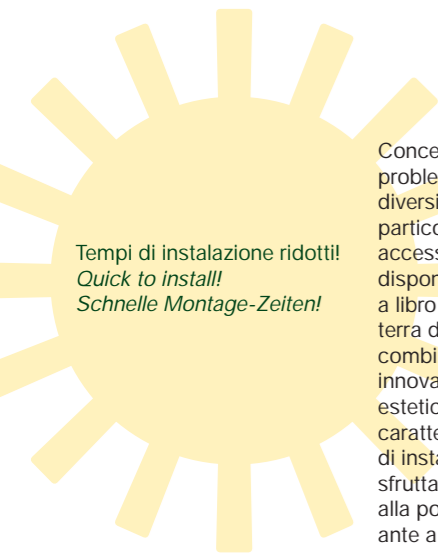 Tempi di instalazione ridotti!
Quick to install!
Schnelle Montage-Zeiten!
Conce
proble
diversi
partico
access
dispon
a libro
terra d
combi
innova
estetic
caratte
di insta
sfrutta
alla po
ante a